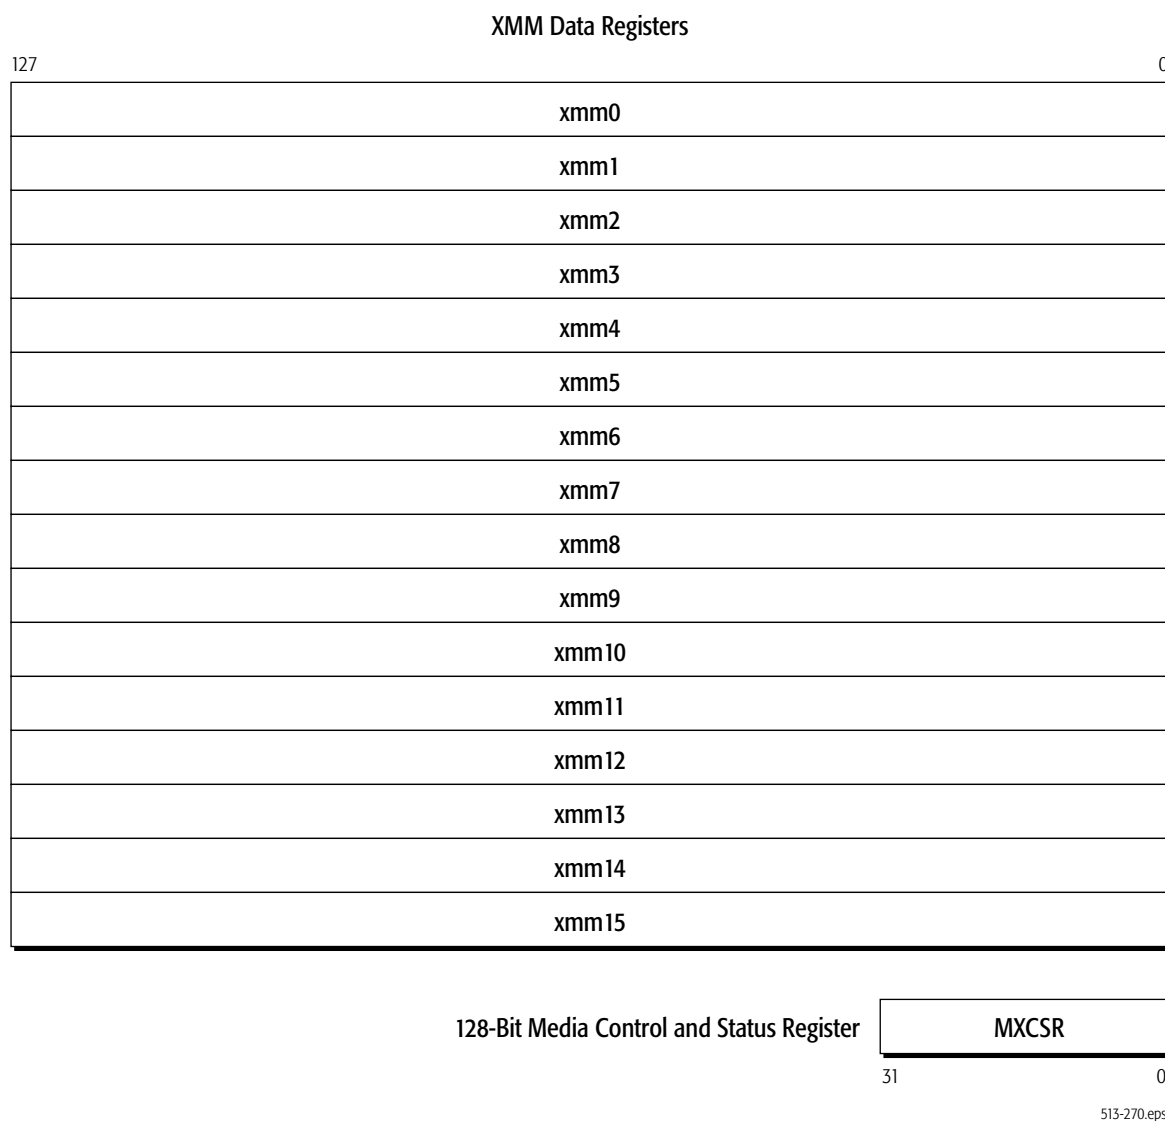 XMM Data Registers
127 0
xmm0
xmm1
xmm2
xmm3
xmm4
xmm5
xmm6
xmm7
xmm8
xmm9
xmm10
xmm11
xmm12
xmm13
xmm14
xmm15
128-Bit Media Control and Status Register MXCSR
31 0
513-270.eps